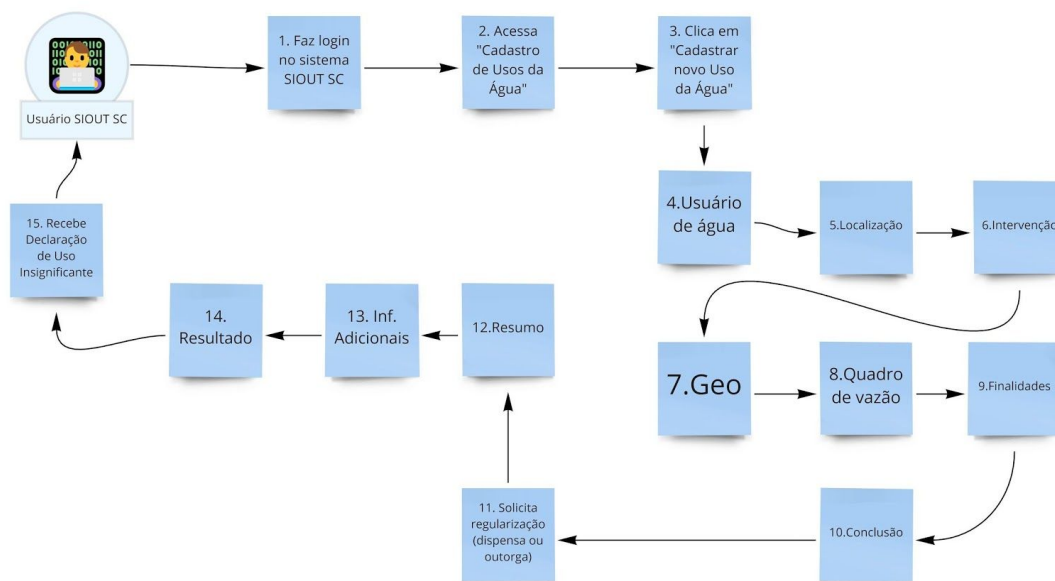 Usuário SIOUT SC
1. Faz login
no sistema
SIOUT SC
2. Acessa
"Cadastro
de Usos da
Água"
3. Clica em
"Cadastrar
novo Uso
da Água"
4.Usuário
de água
5.Localização
6.Intervenção
7.Geo
8.Quadro
de vazão
9.Finalidades
10.Conclusão
11. Solicita
regularização
(dispensa ou
outorga)
12.Resumo
13. Inf.
Adicionais
14.
Resultado
15. Recebe
Declaração
de Uso
Insignificante